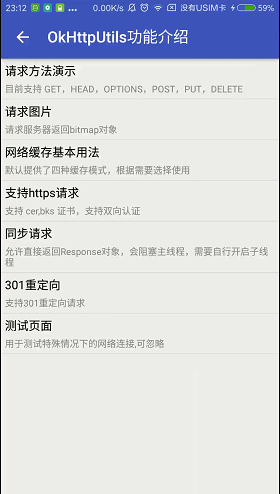 23:12 ... 0.00K/s 没有USIM卡 59%
OkHttpUtils功能介绍
请求方法演示
目前支持 GET，HEAD，OPTIONS，POST，PUT，DELETE
请求图片
请求服务器返回bitmap对象
网络缓存基本用法
默认提供了四种缓存模式，根据需要选择使用
支持https请求
支持 cer,bks 证书，支持双向认证
同步请求
允许直接返回Response对象，会阻塞主线程，需要自行开启子线
程
301重定向
支持301重定向请求
测试页面
用于测试特殊情况下的网络连接,可忽略